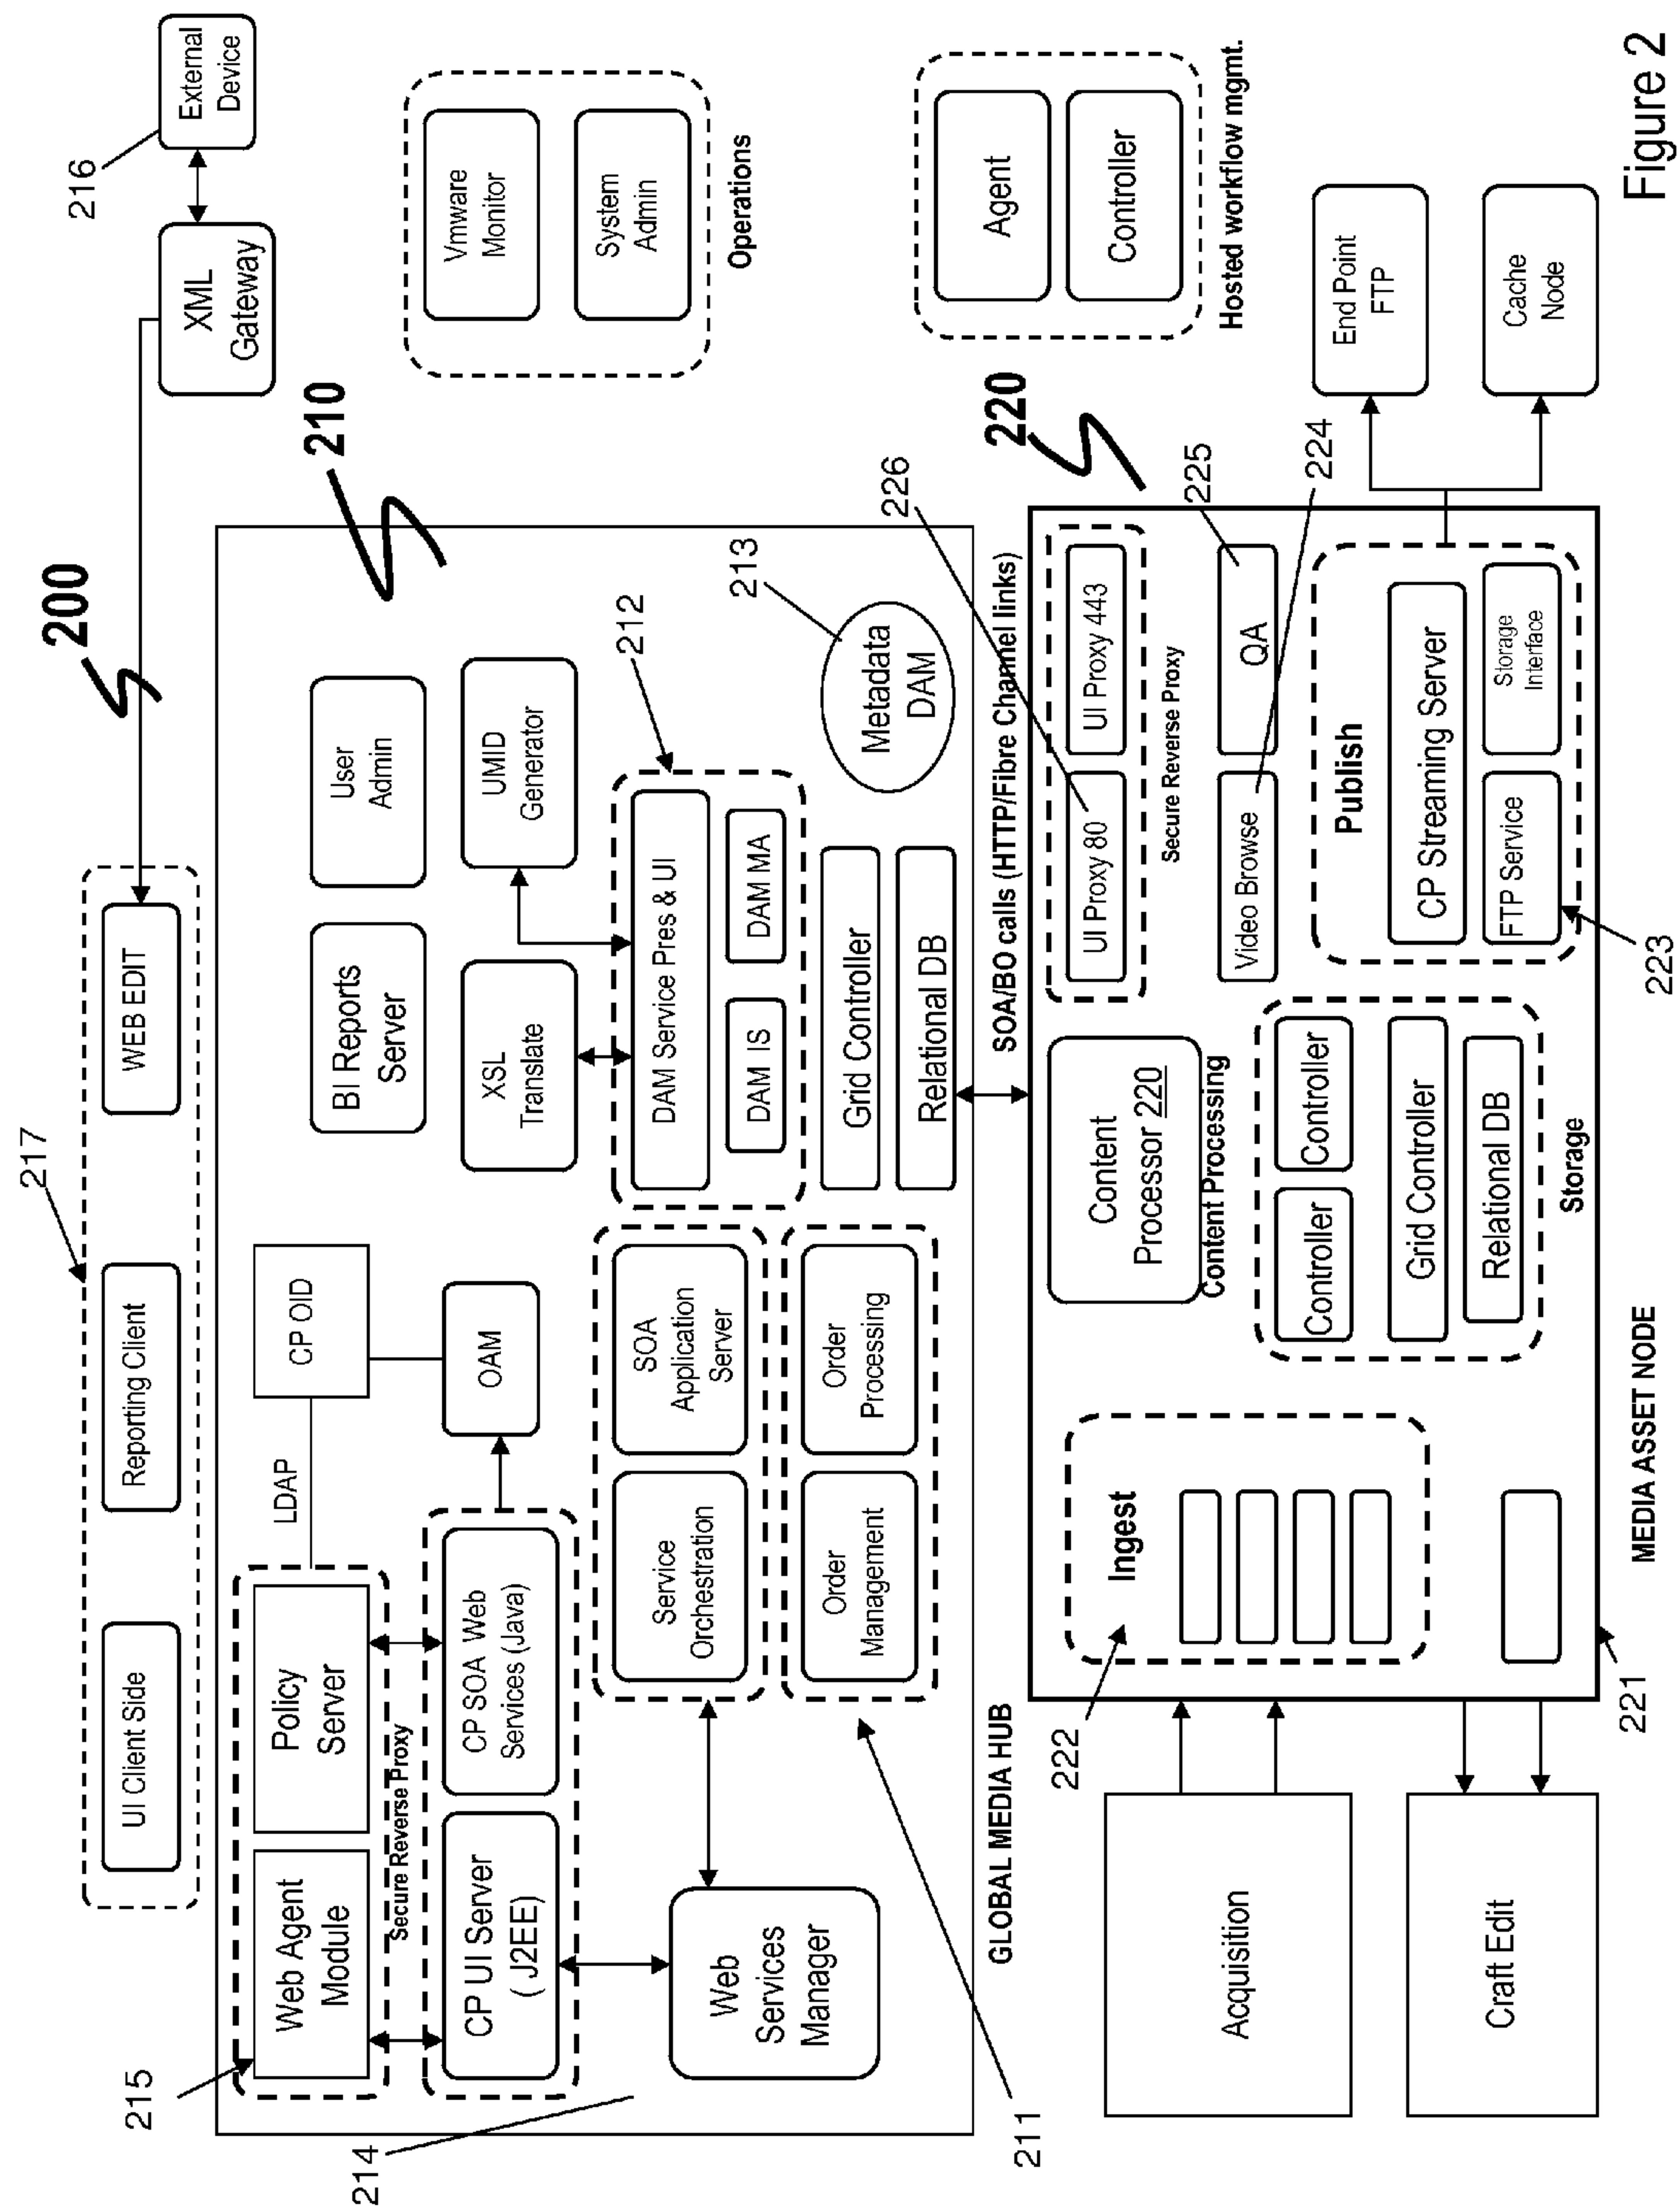 200
217
UI Client Side
Reporting Client
WEB EDIT
XML
Gateway
216
External
Device
210
215
Web Agent
Module
Policy
Server
Secure Reverse Proxy
LDAP
CP OID
OAM
CP UI Server
( J2EE)
CP SOA Web
Services (Java)
214
Web
Services
Manager
Service
Orchestration
SOA
Application
Server
Order
Management
Order
Processing
211
BI Reports
Server
User
Admin
XSL
Translate
UMID
Generator
212
DAM Service Pres & UI
DAM IS
DAM MA
213
Metadata
DAM
Grid Controller
Relational DB
Vmware
Monitor
System
Admin
Operations
Agent
Controller
Hosted workflow mgmt.
GLOBAL MEDIA HUB
SOA/BO calls (HTTP/Fibre Channel links)
220
Acquisition
Craft Edit
222
Ingest
221
Content
Processor 220
Content Processing
Controller
Controller
Grid Controller
Relational DB
Storage
226
UI Proxy 80
UI Proxy 443
Secure Reverse Proxy
Video Browse
QA
225
224
Publish
CP Streaming Server
FTP Service
Storage
Interface
223
MEDIA ASSET NODE
End Point
FTP
Cache
Node
Figure 2